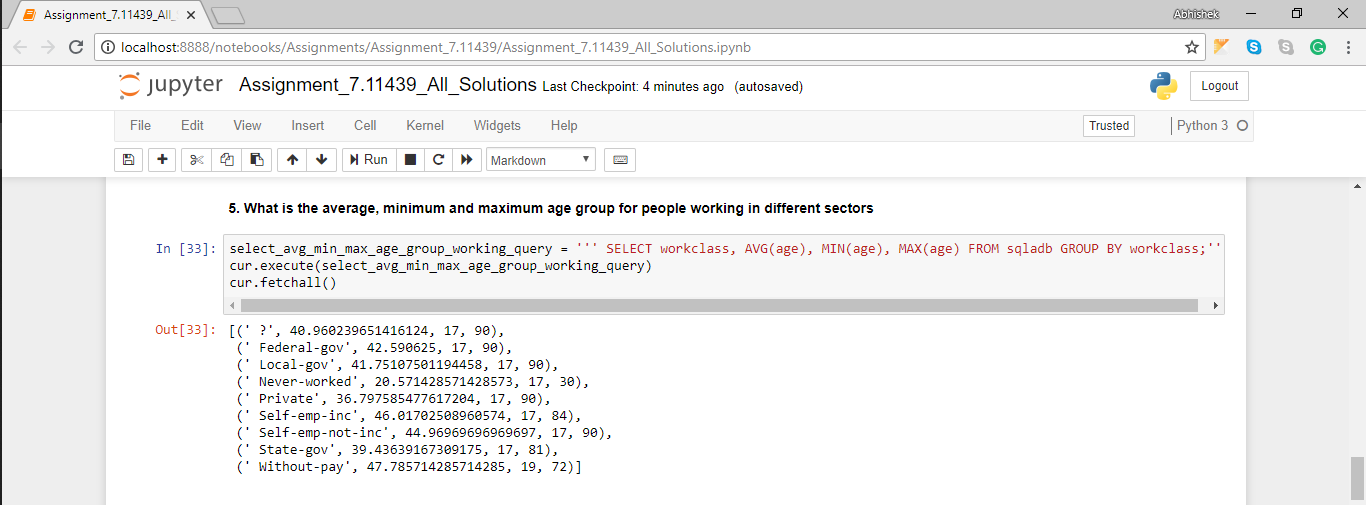 Assignment_7.11439_All_
Abhishek
localhost:8888/notebooks/Assignments/Assignment_7.11439/Assignment_7.11439_All_Solutions.ipynb
jupyter Assignment_7.11439_All_Solutions Last Checkpoint: 4 minutes ago (autosaved)
Logout
File Edit View Insert Cell Kernel Widgets Help
Trusted
Python 3
Run
Markdown
5. What is the average, minimum and maximum age group for people working in different sectors
In [33]: select_avg_min_max_age_group_working_query = ''' SELECT workclass, AVG(age), MIN(age), MAX(age) FROM sqladb GROUP BY workclass;''
cur.execute(select_avg_min_max_age_group_working_query)
cur.fetchall()
Out[33]: [(' ?', 40.960239651416124, 17, 90),
(' Federal-gov', 42.590625, 17, 90),
(' Local-gov', 41.75107501194458, 17, 90),
(' Never-worked', 20.571428571428573, 17, 30),
(' Private', 36.797585477617204, 17, 90),
(' Self-emp-inc', 46.01702508960574, 17, 84),
(' Self-emp-not-inc', 44.96969696969697, 17, 90),
(' State-gov', 39.43639167309175, 17, 81),
(' Without-pay', 47.785714285714285, 19, 72)]